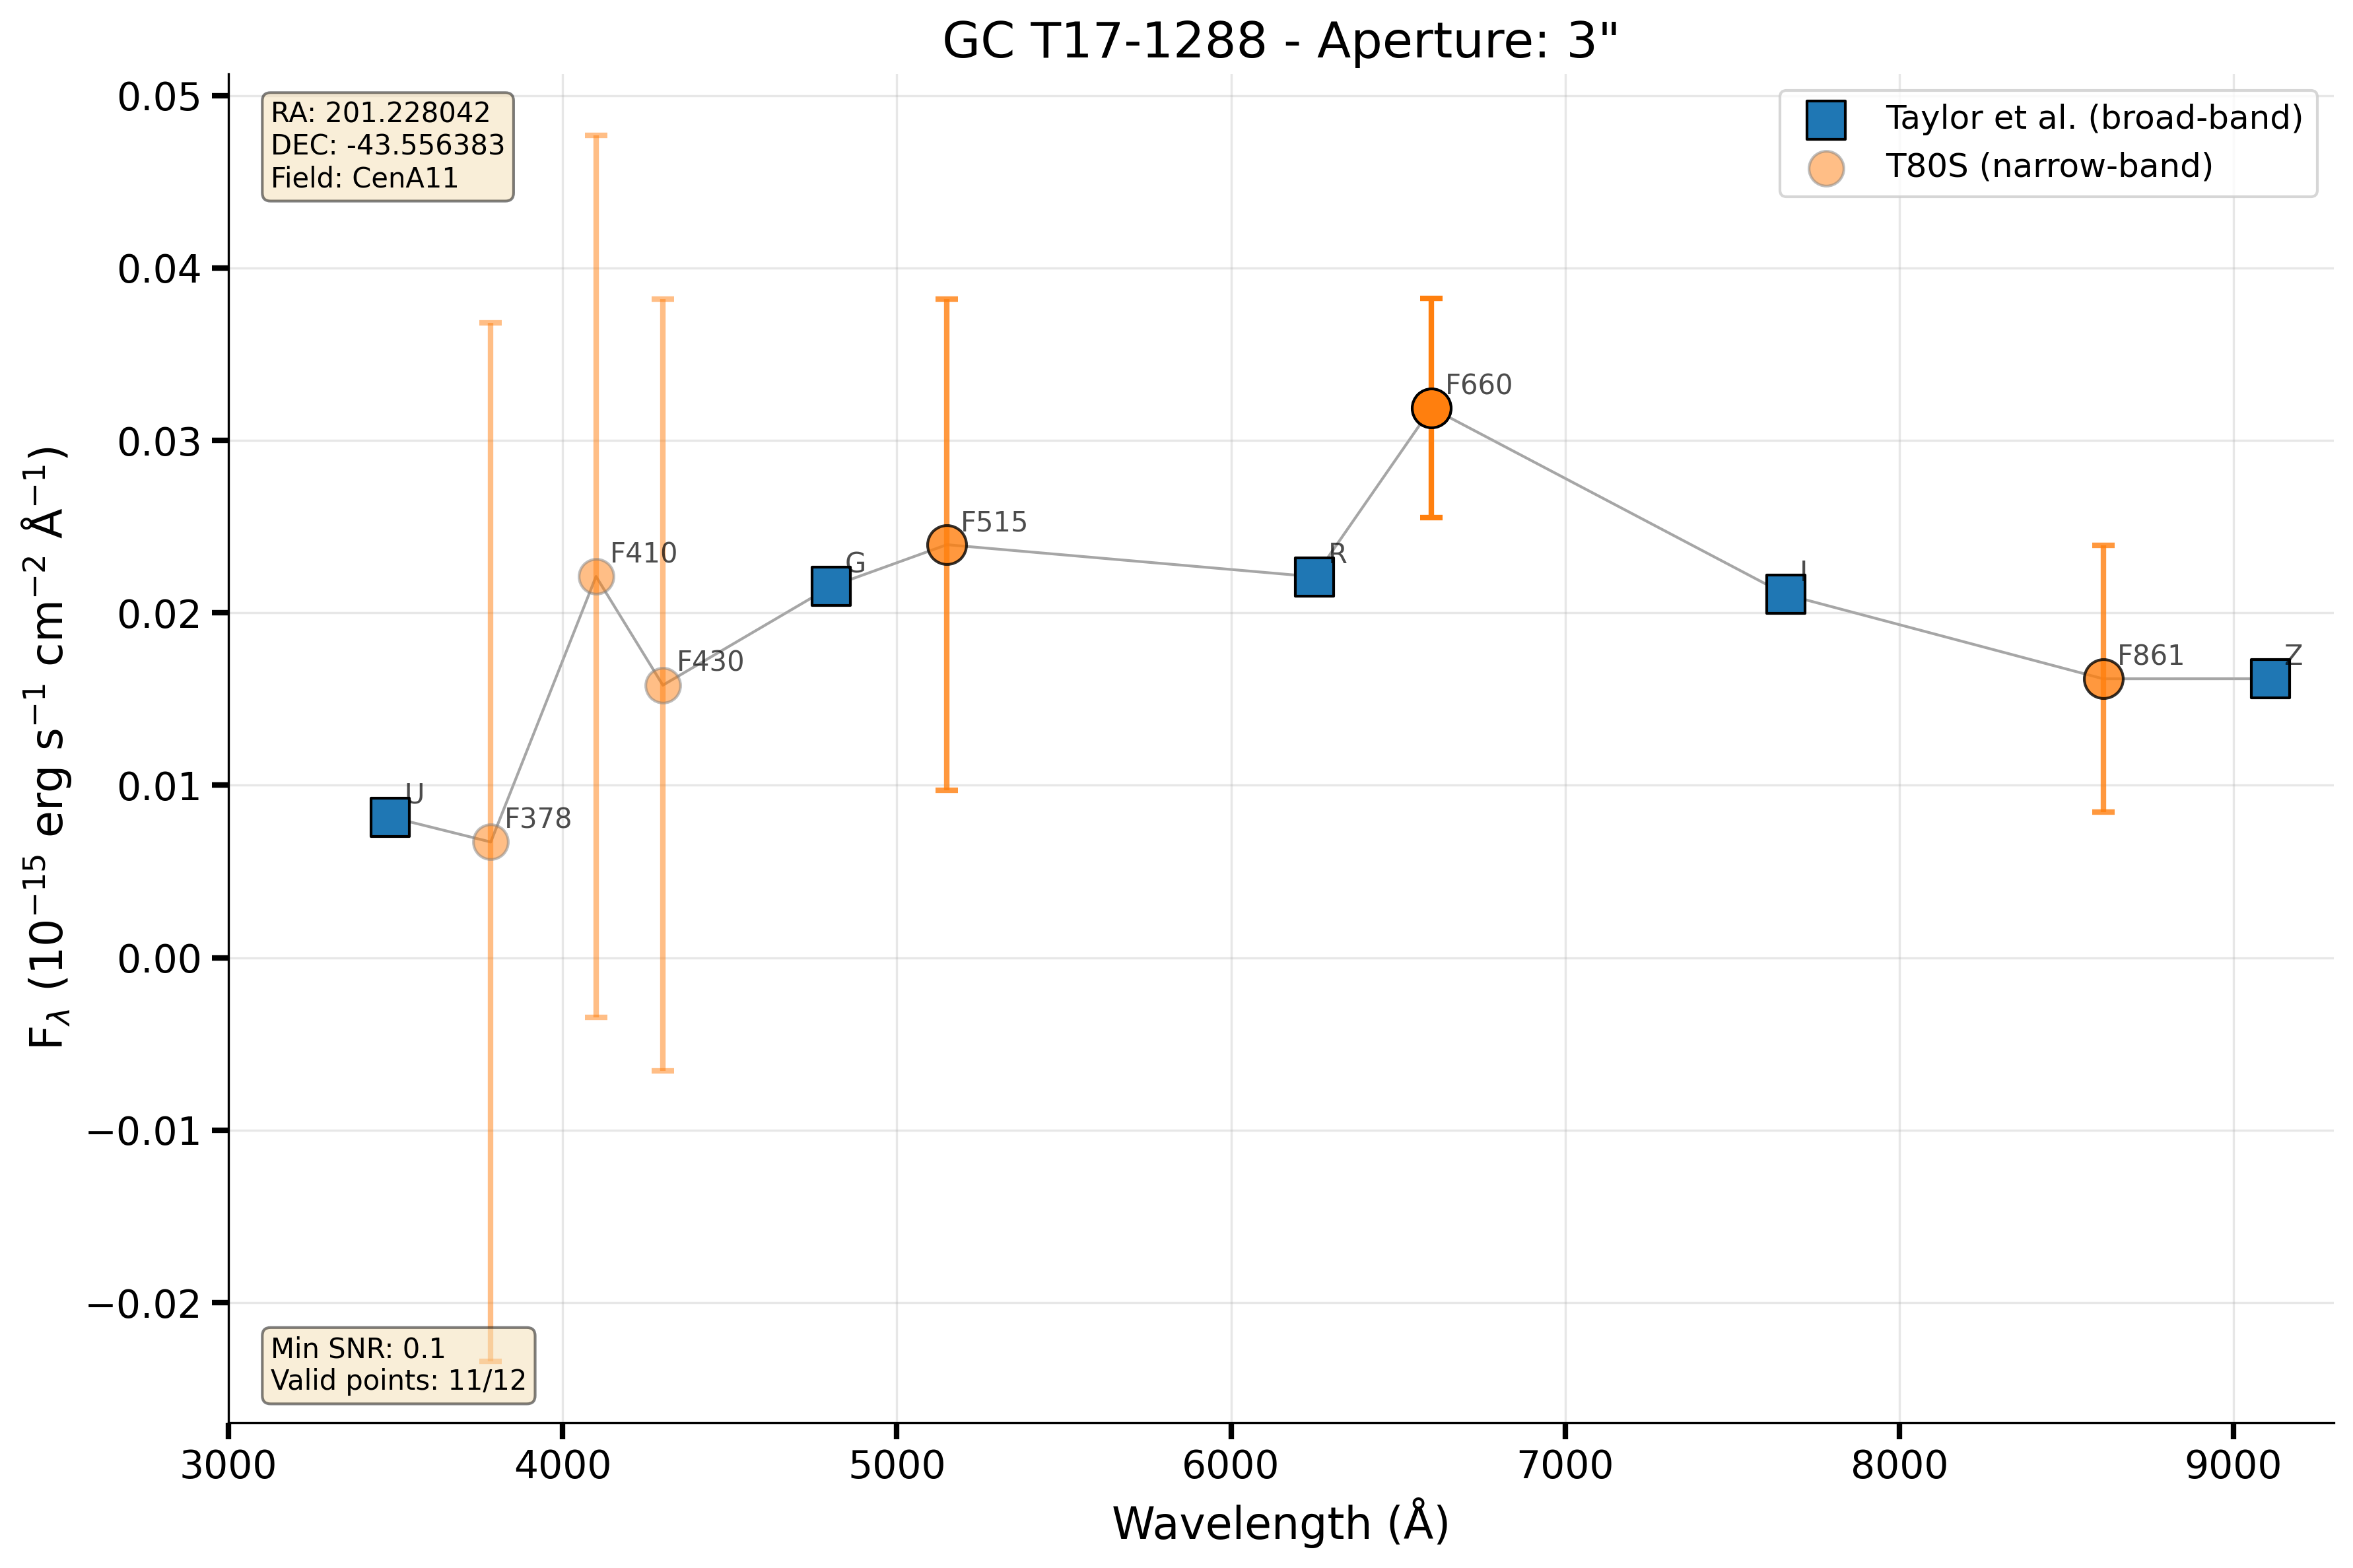 GC T17-1288 - Aperture: 3"
RA: 201.228042
DEC: -43.556383
Field: CenA11
Taylor et al. (broad-band)
T80S (narrow-band)
0.05
0.04
0.03
0.02
0.01
0.00
−0.01
−0.02
F_λ (10⁻¹⁵ erg s⁻¹ cm⁻² Å⁻¹)
U
F378
F410
F430
G
F515
R
F660
I
F861
Z
Min SNR: 0.1
Valid points: 11/12
3000 4000 5000 6000 7000 8000 9000
Wavelength (Å)